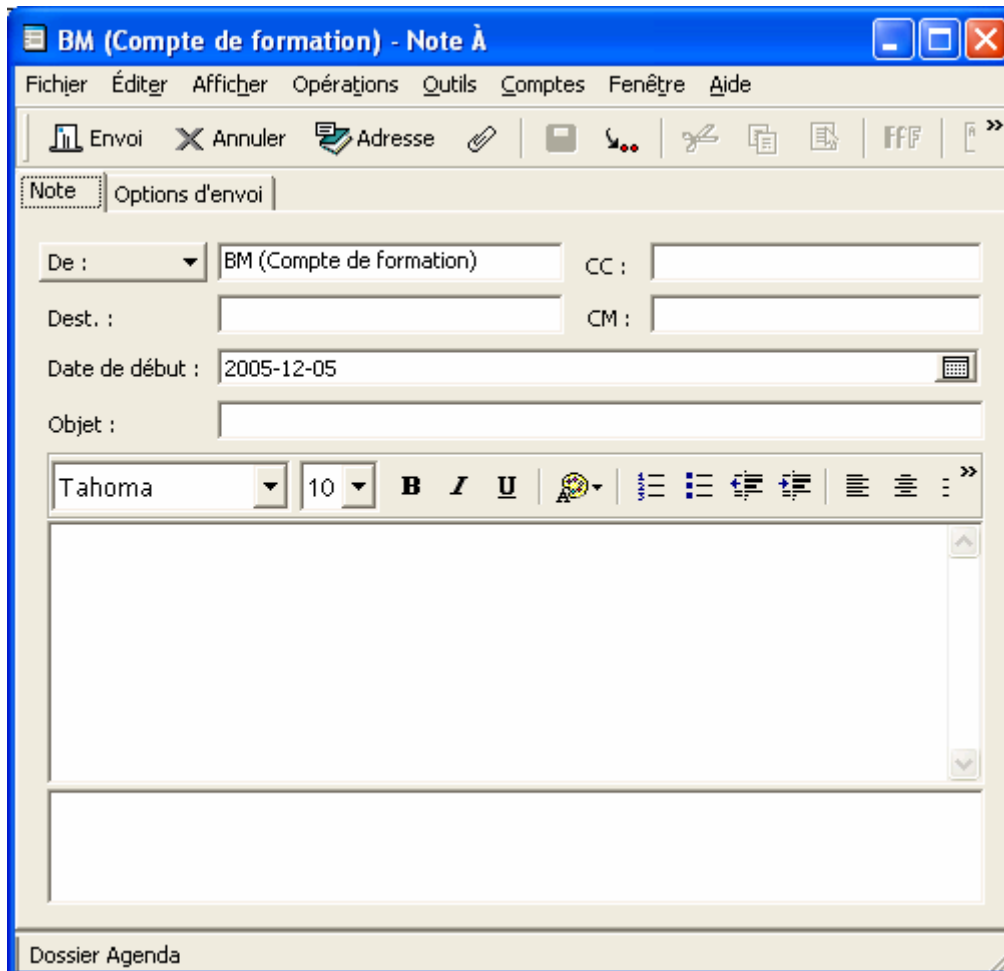 BM (Compte de formation) - Note À
Fichier Éditer Afficher Opérations Outils Comptes Fenêtre Aide
Envoi Annuler Adresse
Note Options d'envoi
De : BM (Compte de formation) CC :
Dest. : CM :
Date de début : 2005-12-05
Objet :
Tahoma 10 B I U
Dossier Agenda